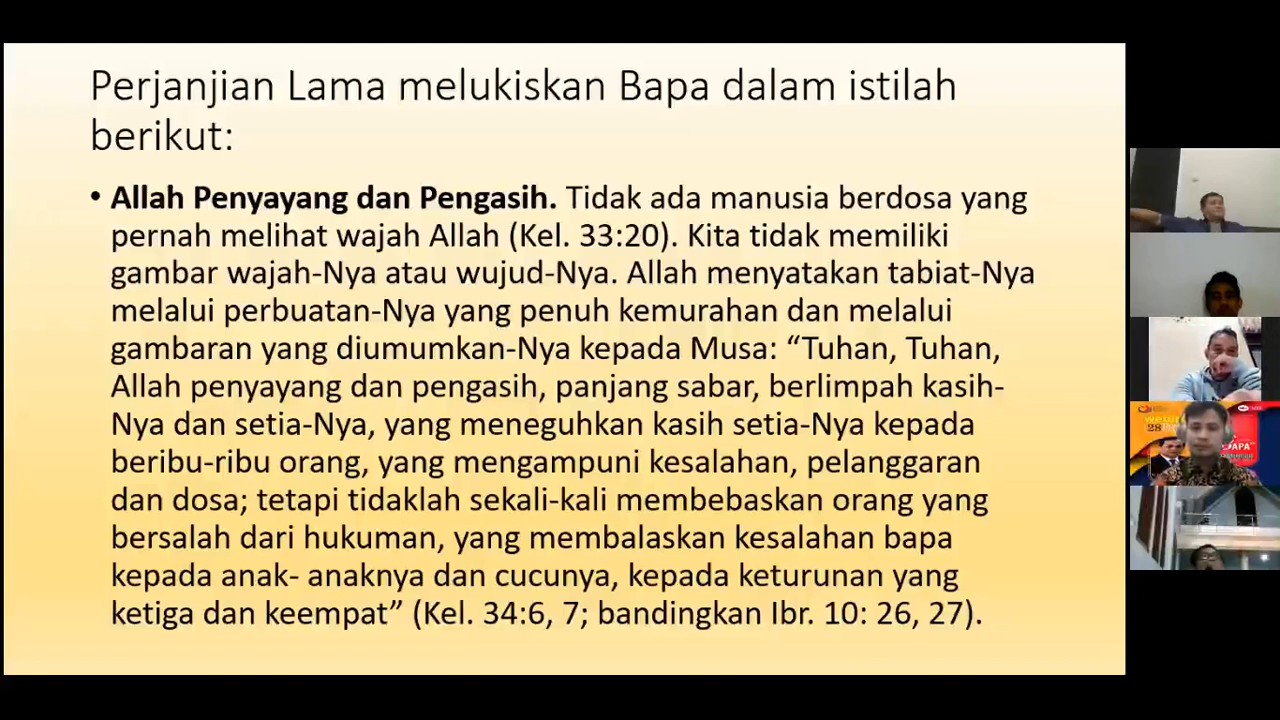 Perjanjian Lama melukiskan Bapa dalam istilah
berikut:
• Allah Penyayang dan Pengasih. Tidak ada manusia berdosa yang
pernah melihat wajah Allah (Kel. 33:20). Kita tidak memiliki
gambar wajah-Nya atau wujud-Nya. Allah menyatakan tabiat-Nya
melalui perbuatan-Nya yang penuh kemurahan dan melalui
gambaran yang diumumkan-Nya kepada Musa: “Tuhan, Tuhan,
Allah penyayang dan pengasih, panjang sabar, berlimpah kasih-
Nya dan setia-Nya, yang meneguhkan kasih setia-Nya kepada
beribu-ribu orang, yang mengampuni kesalahan, pelanggaran
dan dosa; tetapi tidaklah sekali-kali membebaskan orang yang
bersalah dari hukuman, yang membalaskan kesalahan bapa
kepada anak- anaknya dan cucunya, kepada keturunan yang
ketiga dan keempat” (Kel. 34:6, 7; bandingkan Ibr. 10: 26, 27).
28